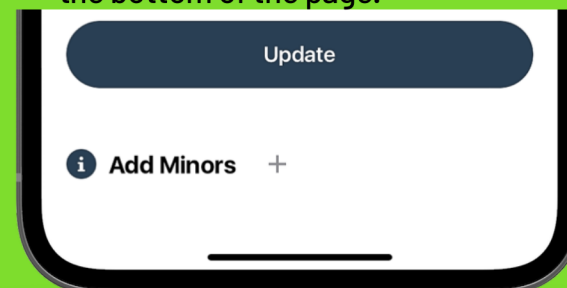 the bottom of the page.
Update
i Add Minors +